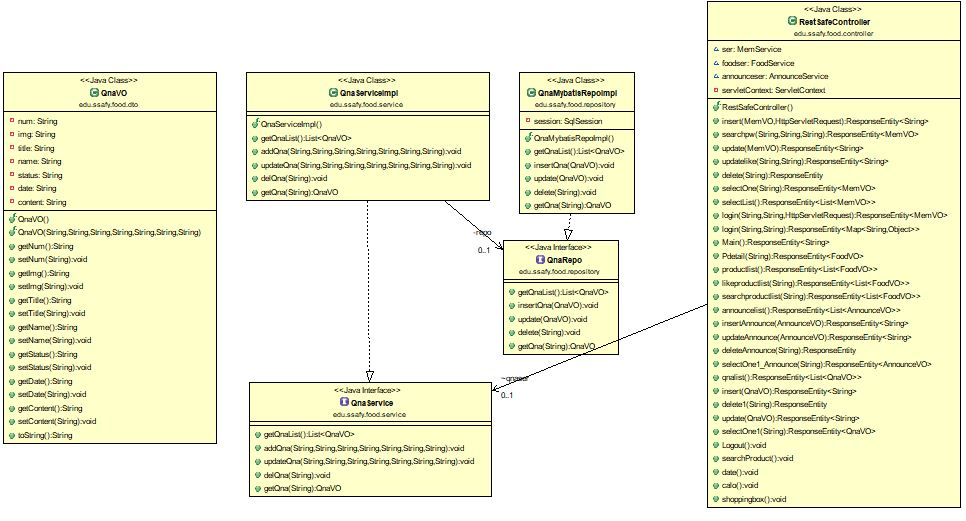 <<Java Class>>
QnaVO
edu.ssafy.food.dto
num: String
img: String
title: String
name: String
status: String
date: String
content: String
QnaVO()
QnaVO(String,String,String,String,String,String,String)
getNum():String
setNum(String):void
getImg():String
setImg(String):void
getTitle():String
setTitle(String):void
getName():String
setName(String):void
getStatus():String
setStatus(String):void
getDate():String
setDate(String):void
getContent():String
setContent(String):void
toString():String
<<Java Class>>
QnaServiceImpl
edu.ssafy.food.service
QnaServiceImpl()
getQnaList():List<QnaVO>
addQna(String,String,String,String,String,String,String):void
updateQna(String,String,String,String,String,String,String):void
delQna(String):void
getQna(String):QnaVO
<<Java Class>>
QnaMybatisRepoImpl
edu.ssafy.food.repository
session: SqlSession
QnaMybatisRepoImpl()
getQnaList():List<QnaVO>
insertQna(QnaVO):void
update(QnaVO):void
delete(String):void
getQna(String):QnaVO
-repo
0..1
<<Java Interface>>
QnaRepo
edu.ssafy.food.repository
getQnaList():List<QnaVO>
insertQna(QnaVO):void
update(QnaVO):void
delete(String):void
getQna(String):QnaVO
<<Java Interface>>
QnaService
edu.ssafy.food.service
getQnaList():List<QnaVO>
addQna(String,String,String,String,String,String,String):void
updateQna(String,String,String,String,String,String,String):void
delQna(String):void
getQna(String):QnaVO
~qnaser
0..1
<<Java Class>>
RestSafeController
edu.ssafy.food.controller
ser: MemService
foodser: FoodService
announceser: AnnounceService
servletContext: ServletContext
RestSafeController()
insert(MemVO,HttpServletRequest):ResponseEntity<String>
searchpw(String,String,String):ResponseEntity<MemVO>
update(MemVO):ResponseEntity<String>
updatelike(String,String):ResponseEntity<String>
delete(String):ResponseEntity
selectOne(String):ResponseEntity<MemVO>
selectList():ResponseEntity<List<MemVO>>
login(String,String,HttpServletRequest):ResponseEntity<MemVO>
login(String,String):ResponseEntity<Map<String,Object>>
Main():ResponseEntity<String>
Pdetail(String):ResponseEntity<FoodVO>
productlist():ResponseEntity<List<FoodVO>>
likeproductlist(String):ResponseEntity<List<FoodVO>>
searchproductlist(String):ResponseEntity<List<FoodVO>>
announcelist():ResponseEntity<List<AnnounceVO>>
insertAnnounce(AnnounceVO):ResponseEntity<String>
updateAnnounce(AnnounceVO):ResponseEntity<String>
deleteAnnounce(String):ResponseEntity
selectOne1_Announce(String):ResponseEntity<AnnounceVO>
qnalist():ResponseEntity<List<QnaVO>>
insert(QnaVO):ResponseEntity<String>
delete1(String):ResponseEntity
update(QnaVO):ResponseEntity<String>
selectOne1(String):ResponseEntity<QnaVO>
Logout():void
searchProduct():void
date():void
calo():void
shoppingbox():void